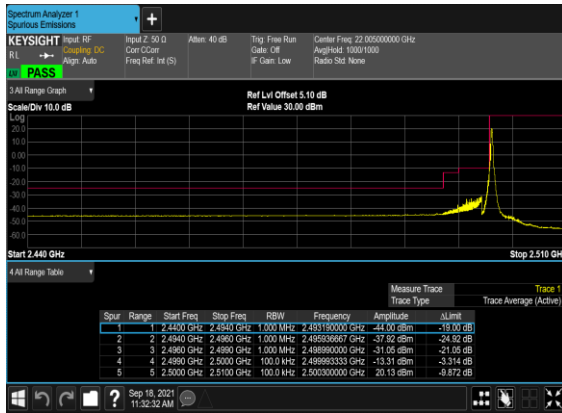 Spectrum Analyzer 1
Spurious Emissions
+
KEYSIGHT
RL
LXI PASS
Input: RF
Coupling: DC
Align: Auto
Input Z: 50 Ω
Corr CCorr
Freq Ref: Int (S)
Atten: 40 dB
Trig: Free Run
Gate: Off
IF Gain: Low
Center Freq: 22.005000000 GHz
Avg|Hold: 1000/1000
Radio Std: None
3 All Range Graph
Ref Lvl Offset 5.10 dB
Scale/Div 10.0 dB
Ref Value 30.00 dBm
Log
20.0
10.0
0.00
-10.0
-20.0
-30.0
-40.0
-50.0
-60.0
Start 2.440 GHz
Stop 2.510 GH
4 All Range Table
Measure Trace Trace 1
Trace Type Trace Average (Active)
Spur Range Start Freq Stop Freq RBW Frequency Amplitude ΔLimit
1 1 2.4400 GHz 2.4940 GHz 1.000 MHz 2.493190000 GHz -44.00 dBm -19.00 dB
2 2 2.4940 GHz 2.4960 GHz 1.000 MHz 2.495936667 GHz -37.92 dBm -24.92 dB
3 3 2.4960 GHz 2.4990 GHz 1.000 MHz 2.498990000 GHz -31.05 dBm -21.05 dB
4 4 2.4990 GHz 2.5000 GHz 100.0 kHz 2.499993333 GHz -13.31 dBm -3.314 dB
5 5 2.5000 GHz 2.5100 GHz 100.0 kHz 2.500300000 GHz 20.13 dBm -9.872 dB
?
Sep 18, 2021
11:32:32 AM